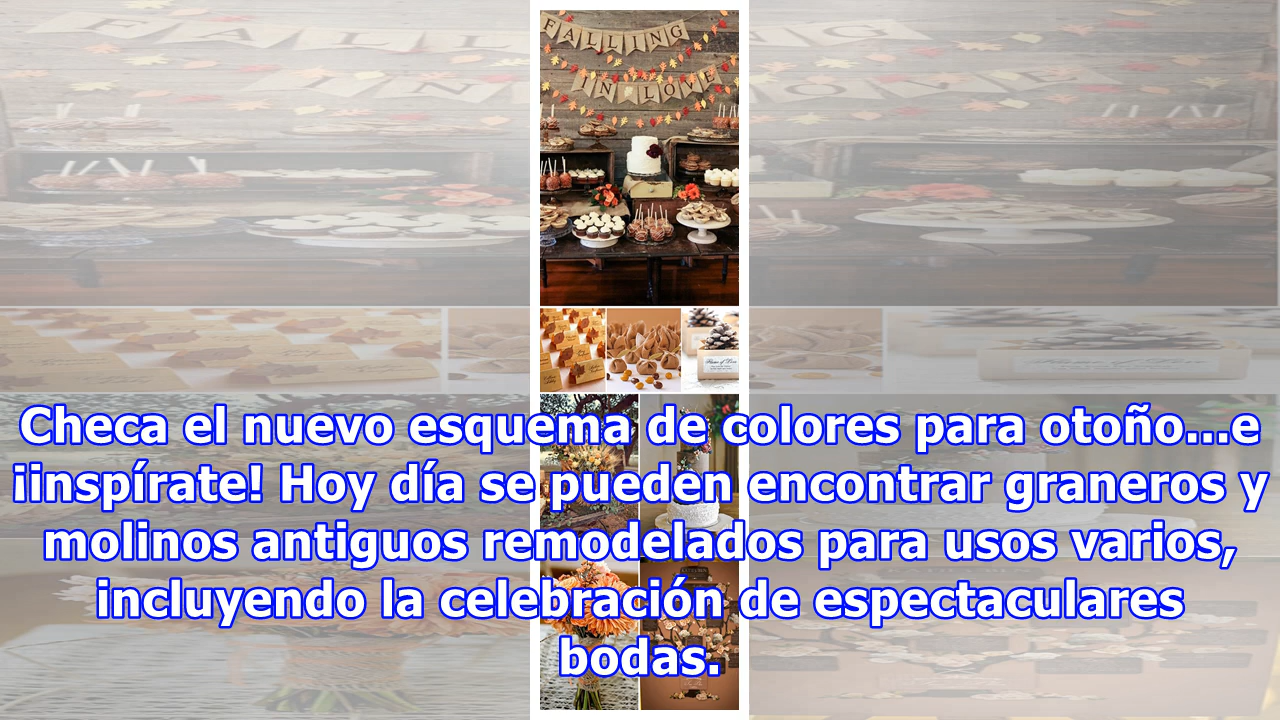 FALLING
IN LOVE
Checa el nuevo esquema de colores para otoño...e
iinspírate! Hoy día se pueden encontrar graneros y
molinos antiguos remodelados para usos varios,
incluyendo la celebración de espectaculares
bodas.